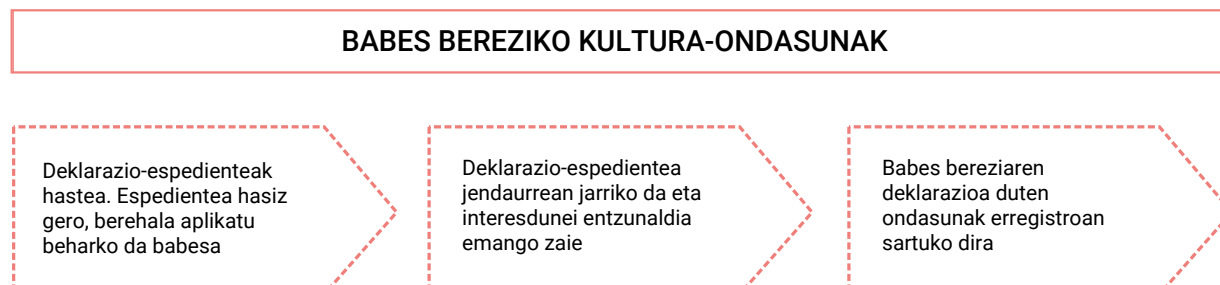 BABES BEREZIKO KULTURA-ONDASUNAK
Deklarazio-espedienteak
hastea. Espedientea hasiz
gero, berehala aplikatu
beharko da babesa
Deklarazio-espedientea
jendaurrean jarriko da eta
interesdunei entzunaldia
emango zaie
Babes bereziaren
deklarazioa duten
ondasunak erregistroan
sartuko dira